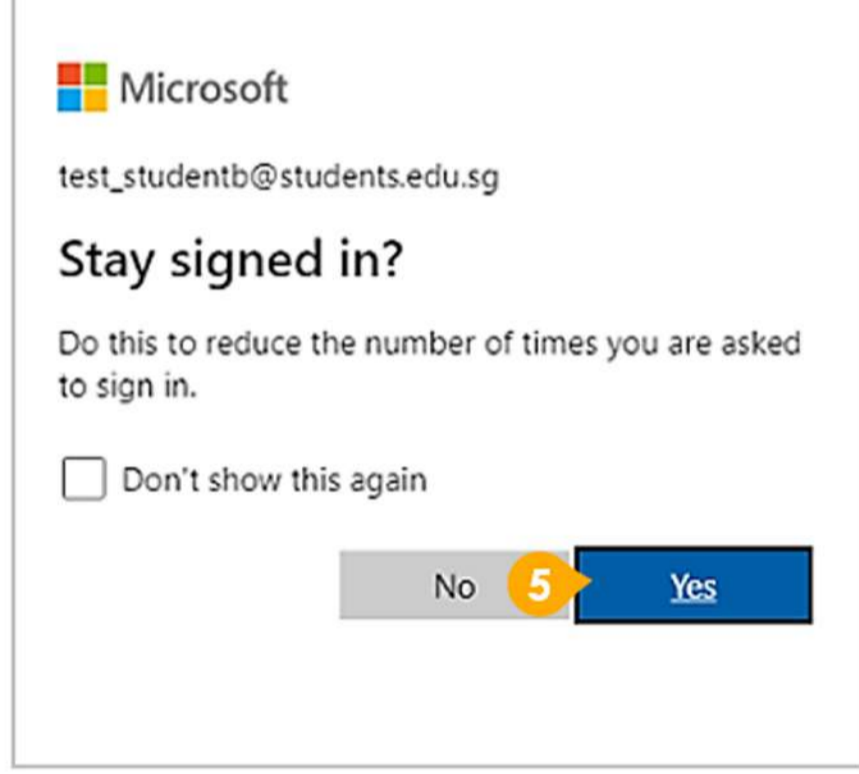 Microsoft
test_studentb@students.edu.sg
Stay signed in?
Do this to reduce the number of times you are asked
to sign in.
Don't show this again
No 5 Yes